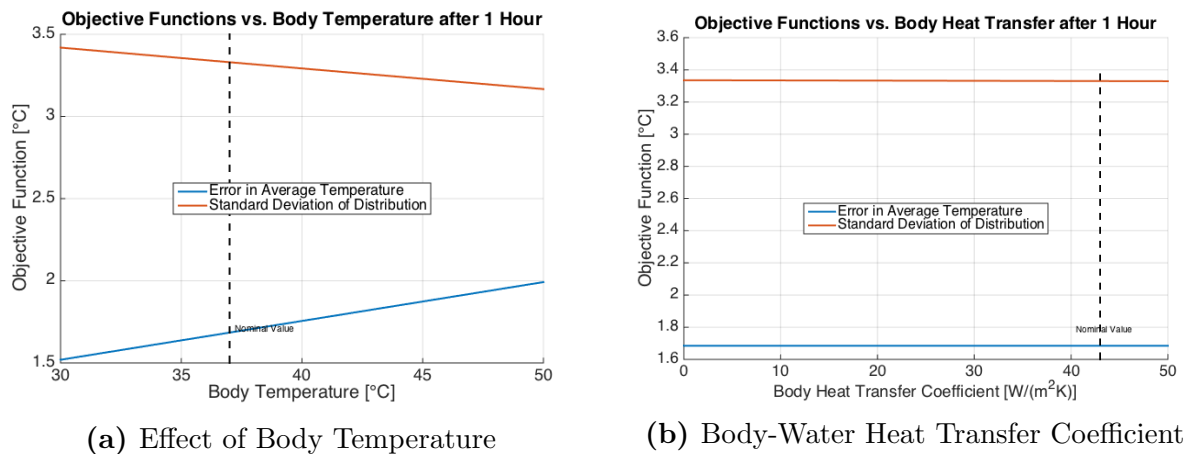 Objective Functions vs. Body Temperature after 1 Hour
3.5
3
2.5
2
1.5
Objective Function [°C]
Error in Average Temperature
Standard Deviation of Distribution
Nominal Value
30
35
40
45
50
Body Temperature [°C]
(a) Effect of Body Temperature
Objective Functions vs. Body Heat Transfer after 1 Hour
3.6
3.4
3.2
3
2.8
2.6
2.4
2.2
2
1.8
1.6
Objective Function [°C]
Error in Average Temperature
Standard Deviation of Distribution
Nominal Value
0
10
20
30
40
50
Body Heat Transfer Coefficient [W/(m²K)]
(b) Body-Water Heat Transfer Coefficient